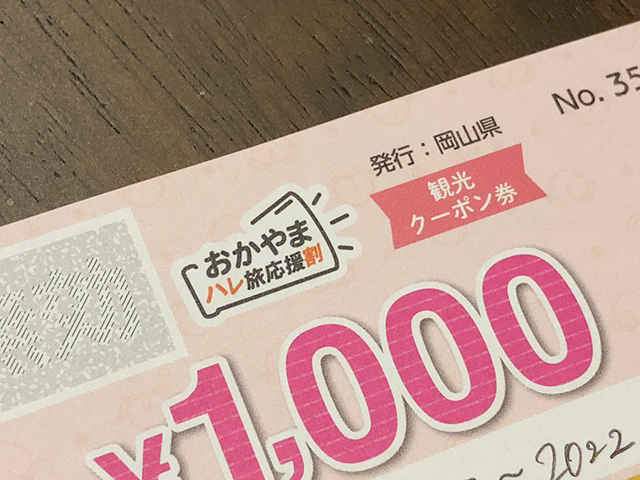 No. 35
発行：岡山県
観光
クーポン券
おかやま
ハレ旅応援割
¥1,000
～2022